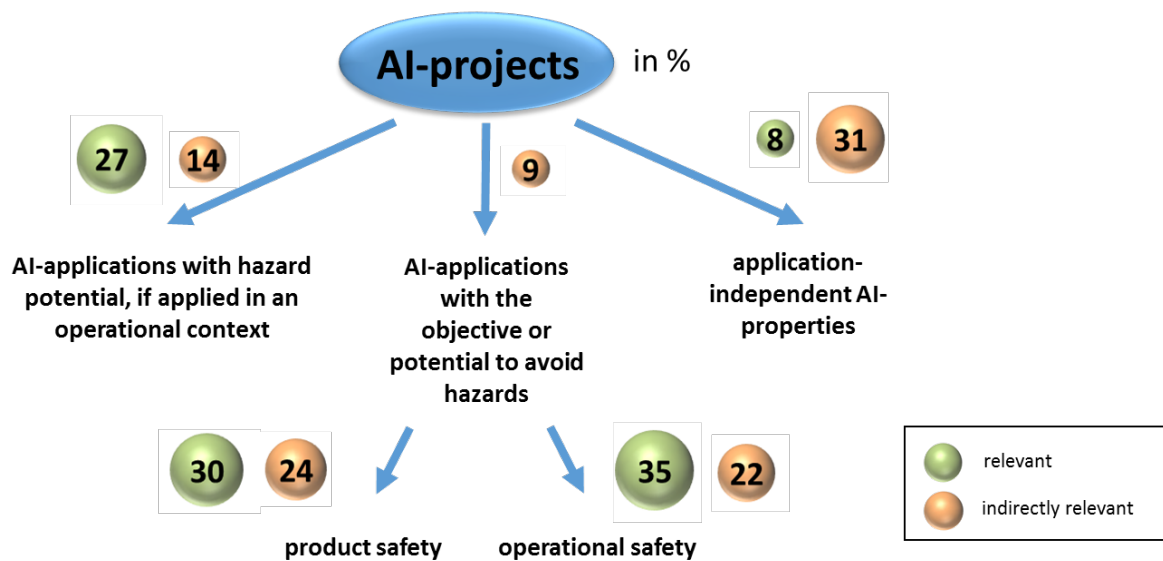 AI-projects in %
27 14
9
8 31
AI-applications with hazard
potential, if applied in an
operational context
AI-applications
with the
objective or
potential to avoid
hazards
application-
independent AI-
properties
30 24
35 22
product safety
operational safety
relevant
indirectly relevant